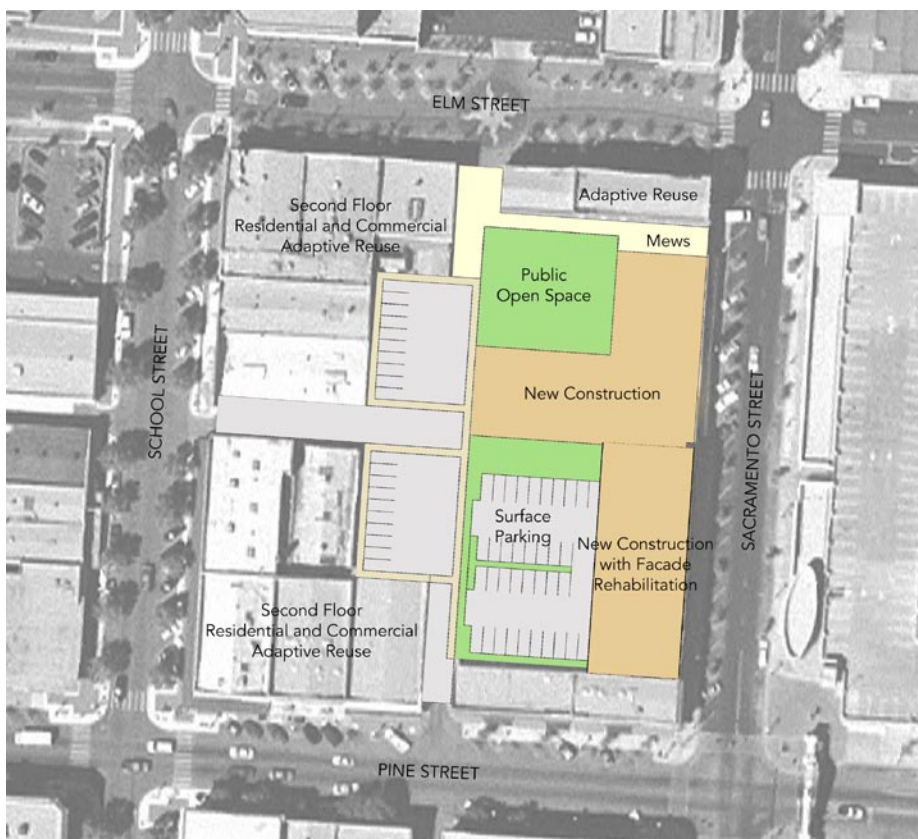 ELM STREET
Adaptive Reuse
Second Floor
Residential and Commercial
Adaptive Reuse
Mews
Public
Open Space
SCHOOL STREET
New Construction
SACRAMENTO STREET
Surface
Parking
New Construction
with Facade
Rehabilitation
Second Floor
Residential and Commercial
Adaptive Reuse
PINE STREET